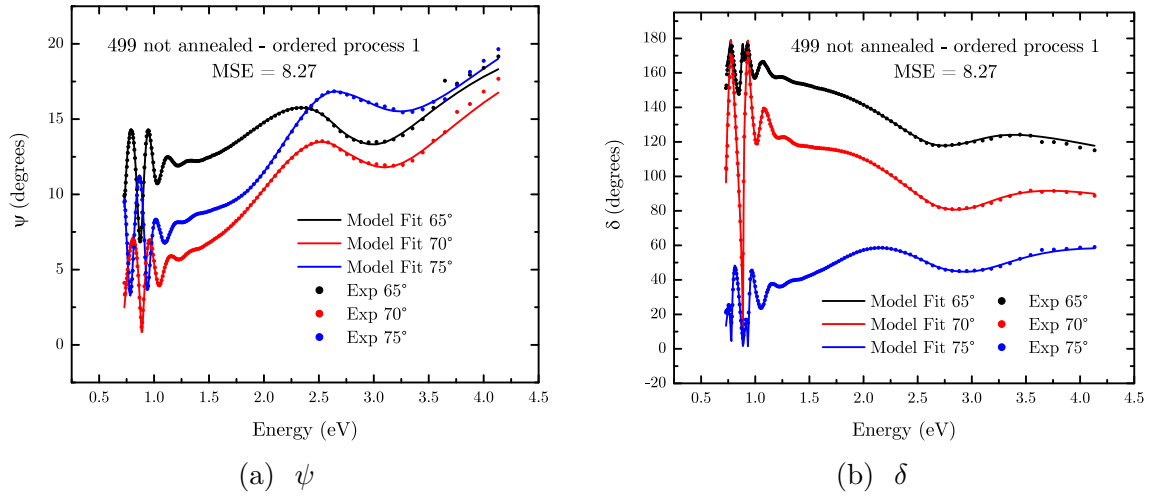 499 not annealed - ordered process 1
MSE = 8.27
20
15
10
5
0
ψ (degrees)
Model Fit 65°
Model Fit 70°
Model Fit 75°
Exp 65°
Exp 70°
Exp 75°
0.5 1.0 1.5 2.0 2.5 3.0 3.5 4.0 4.5
Energy (eV)
(a) ψ
499 not annealed - ordered process 1
MSE = 8.27
180
160
140
120
100
80
60
40
20
0
-20
δ (degrees)
Model Fit 65° Exp 65°
Model Fit 70° Exp 70°
Model Fit 75° Exp 75°
0.5 1.0 1.5 2.0 2.5 3.0 3.5 4.0 4.5
Energy (eV)
(b) δ